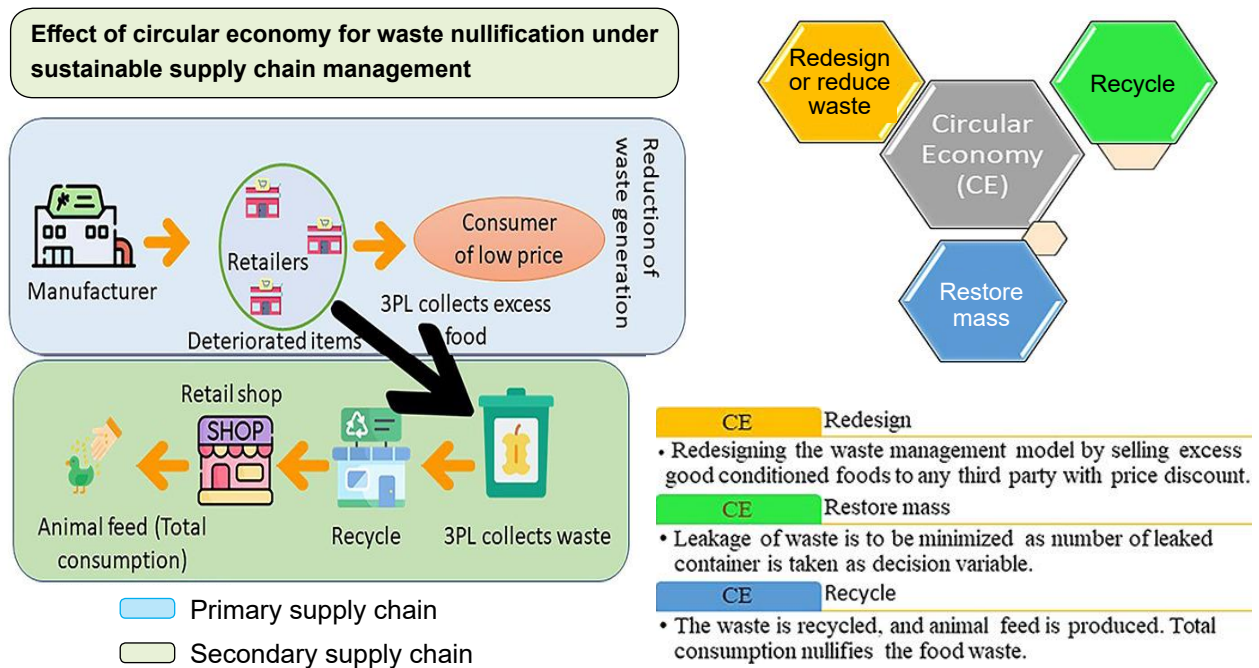 Effect of circular economy for waste nullification under
sustainable supply chain management
Manufacturer
Retailers
Deteriorated items
Consumer
of low price
3PL collects excess
food
Reduction of
waste generation
Retail shop
SHOP
Animal feed (Total
consumption)
Recycle
3PL collects waste
Primary supply chain
Secondary supply chain
Redesign
or reduce
waste
Circular
Economy
(CE)
Recycle
Restore
mass
CE Redesign
• Redesigning the waste management model by selling excess
good conditioned foods to any third party with price discount.
CE Restore mass
• Leakage of waste is to be minimized as number of leaked
container is taken as decision variable.
CE Recycle
• The waste is recycled, and animal feed is produced. Total
consumption nullifies the food waste.